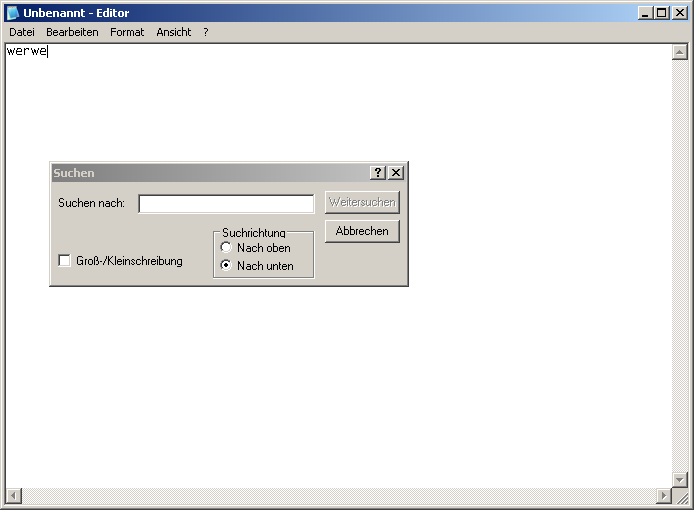 Unbenannt - Editor
Datei Bearbeiten Format Ansicht ?
werwe
Suchen
Suchen nach:
Weitersuchen
Abbrechen
Suchrichtung
Nach oben
Nach unten
Groß-/Kleinschreibung